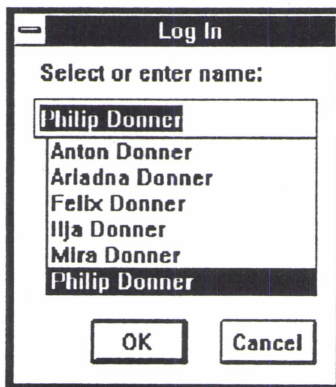 Log In
Select or enter name:
Philip Donner
Anton Donner
Ariadna Donner
Felix Donner
Ilja Donner
Mira Donner
Philip Donner
OK Cancel